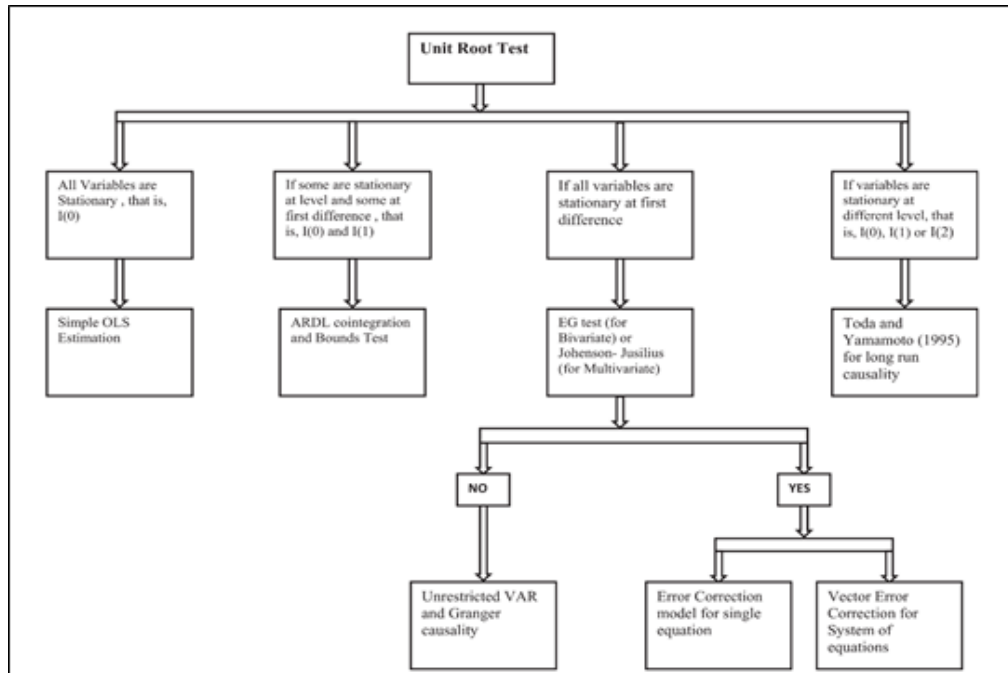 Unit Root Test
All Variables are
Stationary , that is,
I(0)
If some are stationary
at level and some at
first difference , that
is, I(0) and I(1)
If all variables are
stationary at first
difference
If variables are
stationary at
different level, that
is, I(0), I(1) or I(2)
Simple OLS
Estimation
ARDL cointegration
and Bounds Test
EG test (for
Bivariate) or
Johenson- Jusilius
(for Multivariate)
Toda and
Yamamoto (1995)
for long run
causality
NO
YES
Unrestricted VAR
and Granger
causality
Error Correction
model for single
equation
Vector Error
Correction for
System of
equations